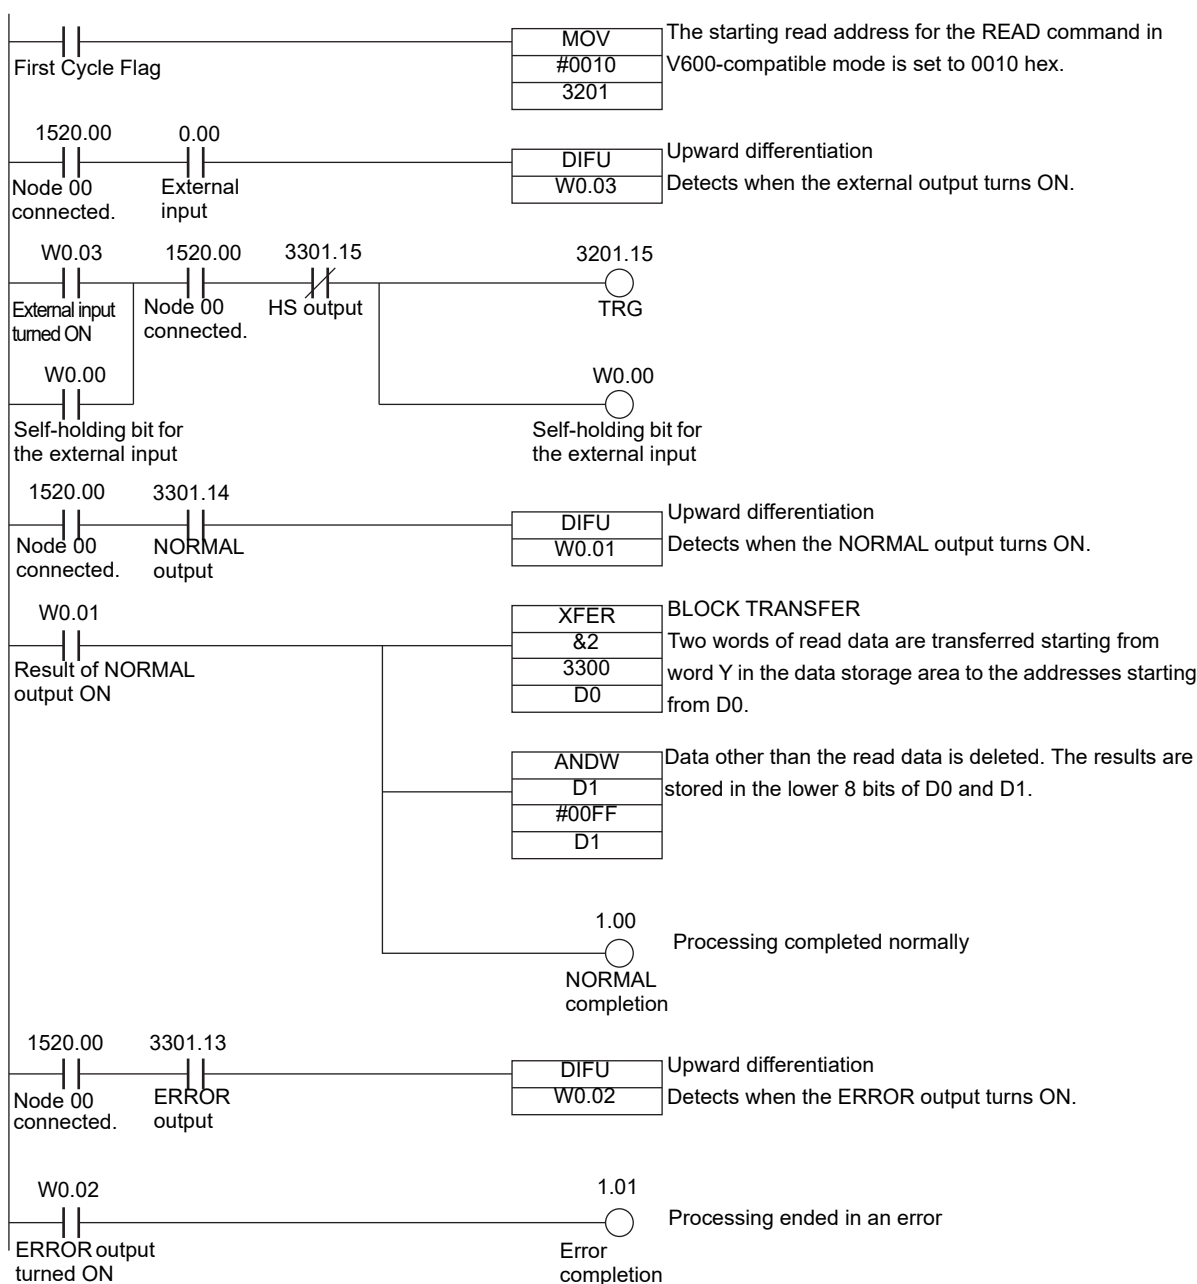 First Cycle Flag
MOV
#0010
3201
The starting read address for the READ command in
V600-compatible mode is set to 0010 hex.
1520.00
0.00
Node 00
connected.
External
input
DIFU
W0.03
Upward differentiation
Detects when the external output turns ON.
W0.03
1520.00
3301.15
3201.15
External input
turned ON
Node 00
connected.
HS output
TRG
W0.00
W0.00
Self-holding bit for
the external input
Self-holding bit for
the external input
1520.00
3301.14
Node 00
connected.
NORMAL
output
DIFU
W0.01
Upward differentiation
Detects when the NORMAL output turns ON.
W0.01
Result of NORMAL
output ON
XFER
&2
3300
D0
BLOCK TRANSFER
Two words of read data are transferred starting from
word Y in the data storage area to the addresses starting
from D0.
ANDW
D1
#00FF
D1
Data other than the read data is deleted. The results are
stored in the lower 8 bits of D0 and D1.
1.00
NORMAL
completion
Processing completed normally
1520.00
3301.13
Node 00
connected.
ERROR
output
DIFU
W0.02
Upward differentiation
Detects when the ERROR output turns ON.
W0.02
ERROR output
turned ON
1.01
Error
completion
Processing ended in an error